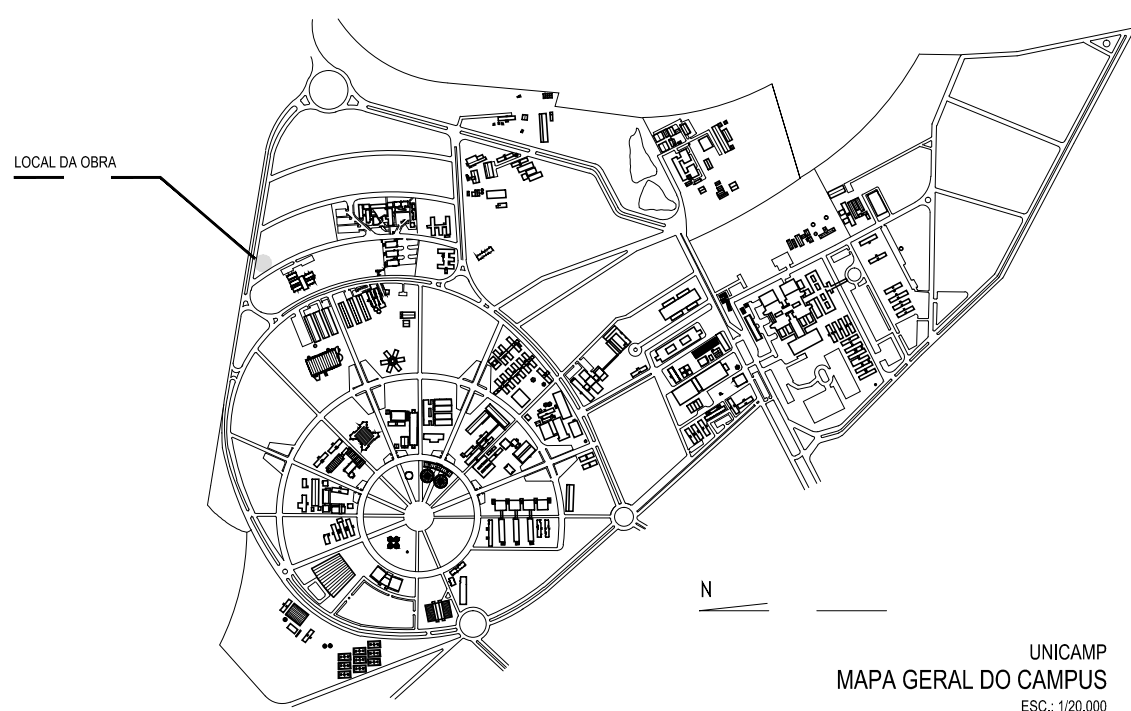 LOCAL DA OBRA
N
UNICAMP
MAPA GERAL DO CAMPUS
ESC.: 1/20.000